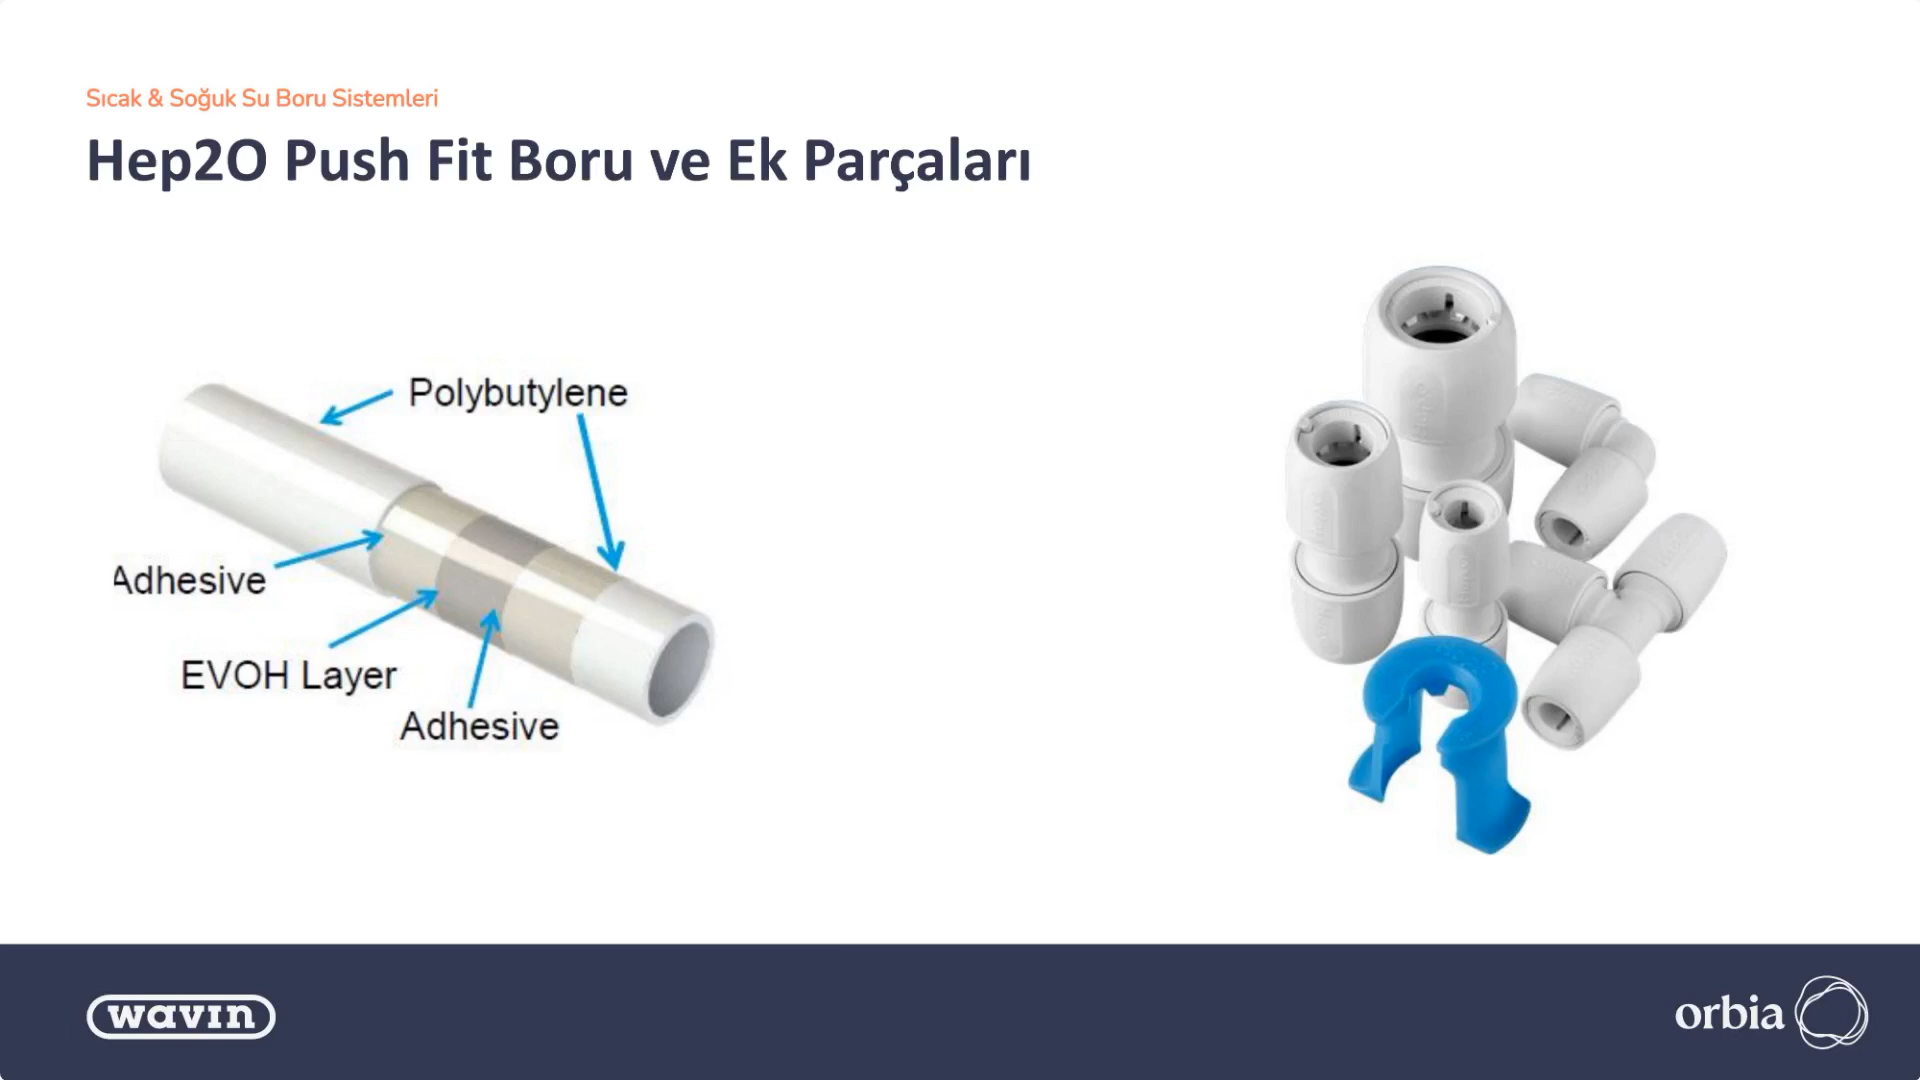 Sıcak & Soğuk Su Boru Sistemleri
Hep2O Push Fit Boru ve Ek Parçaları
Polybutylene
Adhesive
EVOH Layer
Adhesive
wavin
orbia